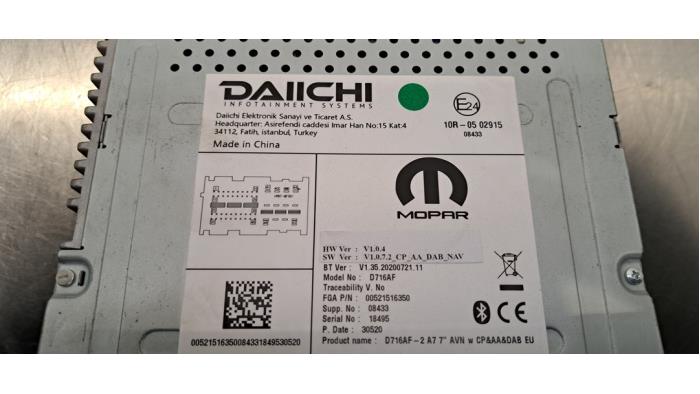 DAIICHI
INFOTAINMENT SYSTEMS
Daiichi Elektronik Sanayi ve Ticaret A.S.
Headquarter: Asirefendi caddesi Imar Han No:15 Kat:4
34112, Fatih, istanbul, Turkey
Made in China
E24
10R-05 02915
08433
MOPAR
HW Ver : V1.0.4
SW Ver : V1.0.7.2_CP_AA_DAB_NAV
BT Ver : V1.35.20200721.11
Model No : D716AF
Traceability V. No
FGA P/N : 00521516350
Supp. No : 08433
Serial No : 18495
P. Date : 30520
Product name : D716AF-2 A7 7" AVN w CP&AA&DAB EU
005215163500843318495​30520
CE